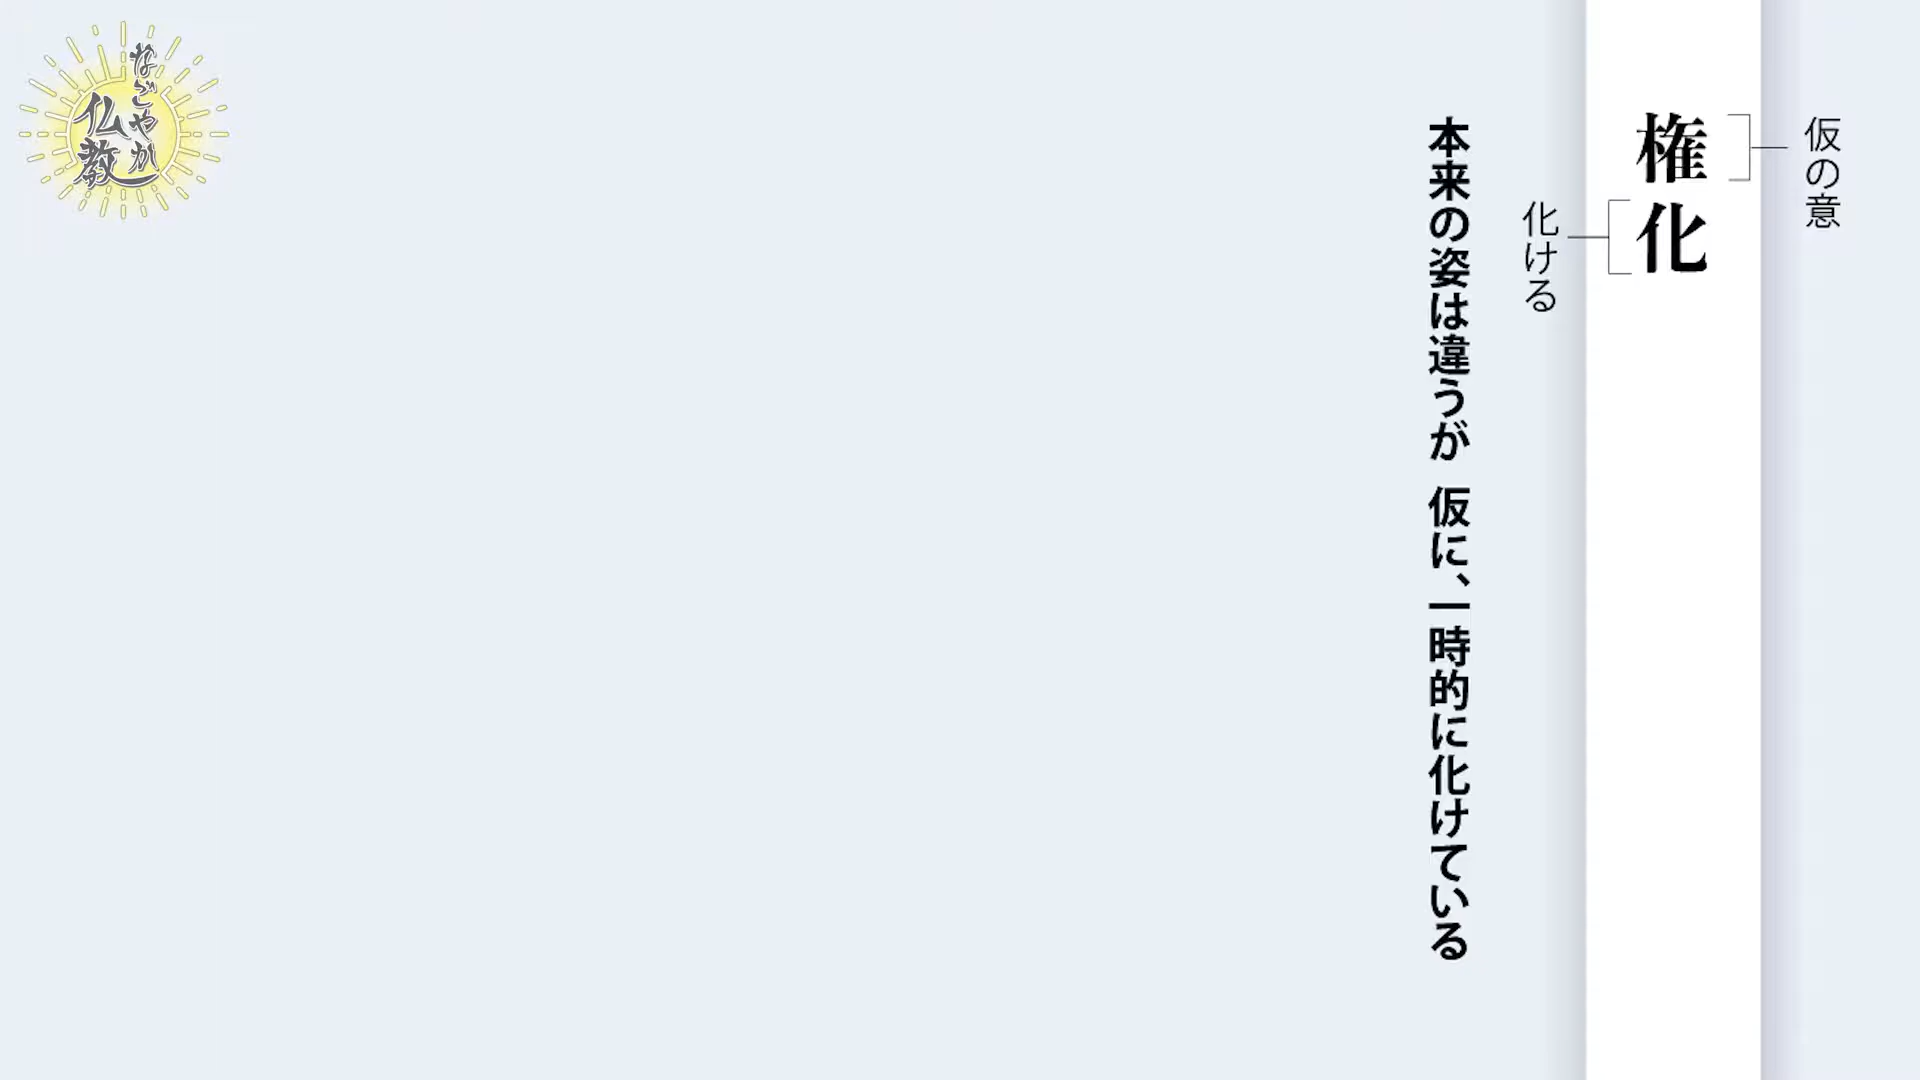 なごやか
仏教
仮の意
権化
化ける
本来の姿は違うが 仮に、一時的に化けている